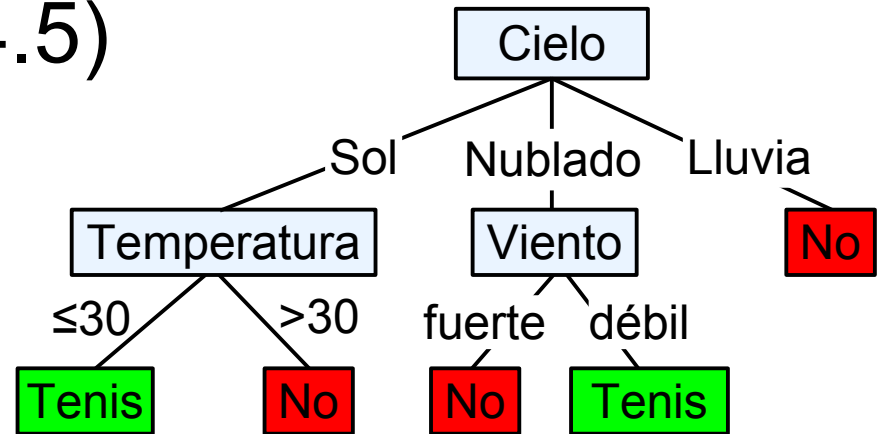 .5)
Cielo
Sol Nublado Lluvia
Temperatura Viento No
≤30 >30 fuerte débil
Tenis No No Tenis